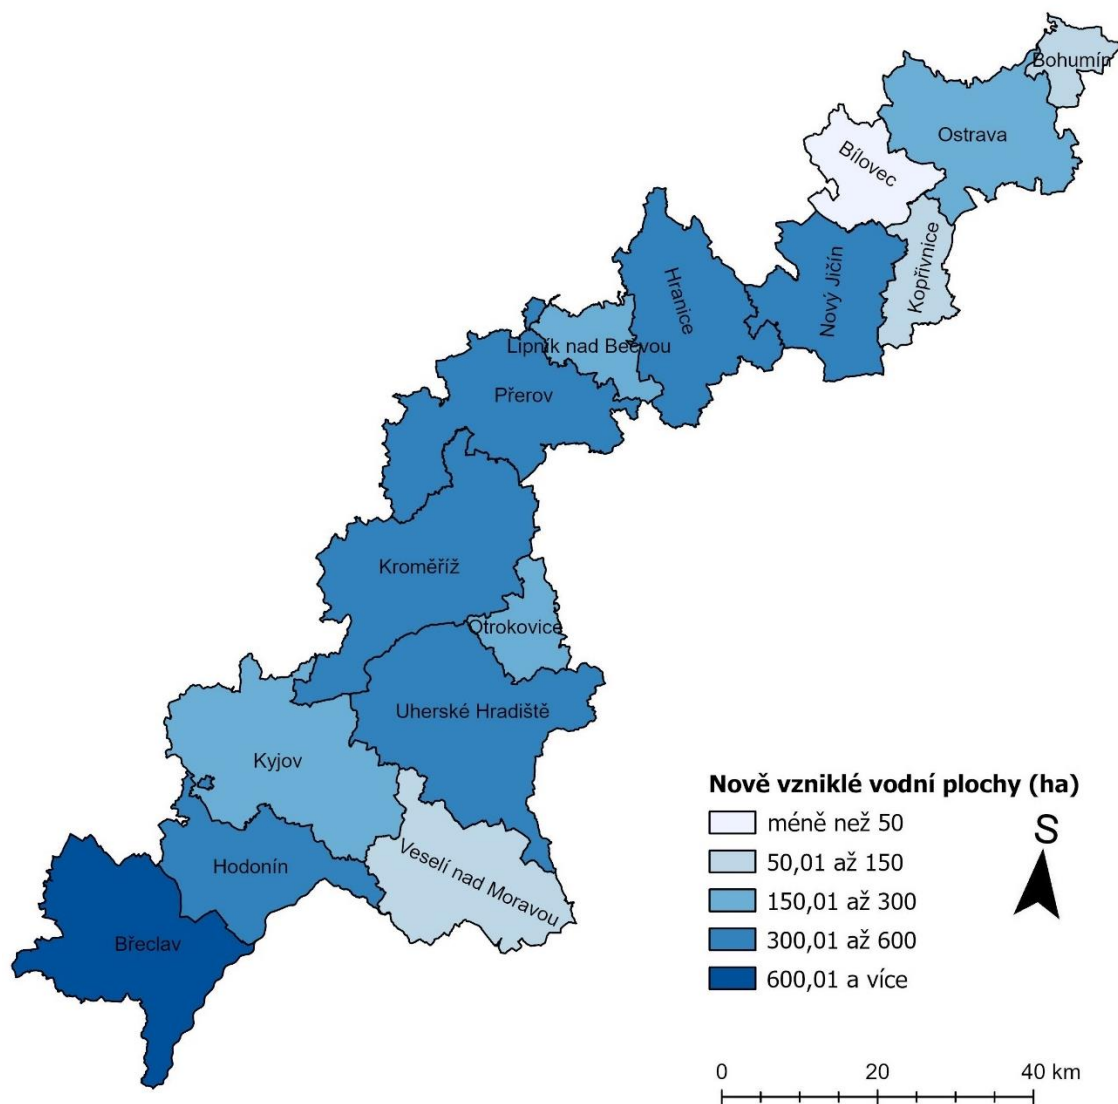 Bohumín
Ostrava
Bílovec
Kopřivnice
Hranice
Nový Jičín
Lipník nad Bečvou
Přerov
Kroměříž
Otrokovice
Uherské Hradiště
Kyjov
Veselí nad Moravou
Hodonín
Břeclav
Nově vzniklé vodní plochy (ha)
méně než 50
50,01 až 150
150,01 až 300
300,01 až 600
600,01 a více
S
0 20 40 km